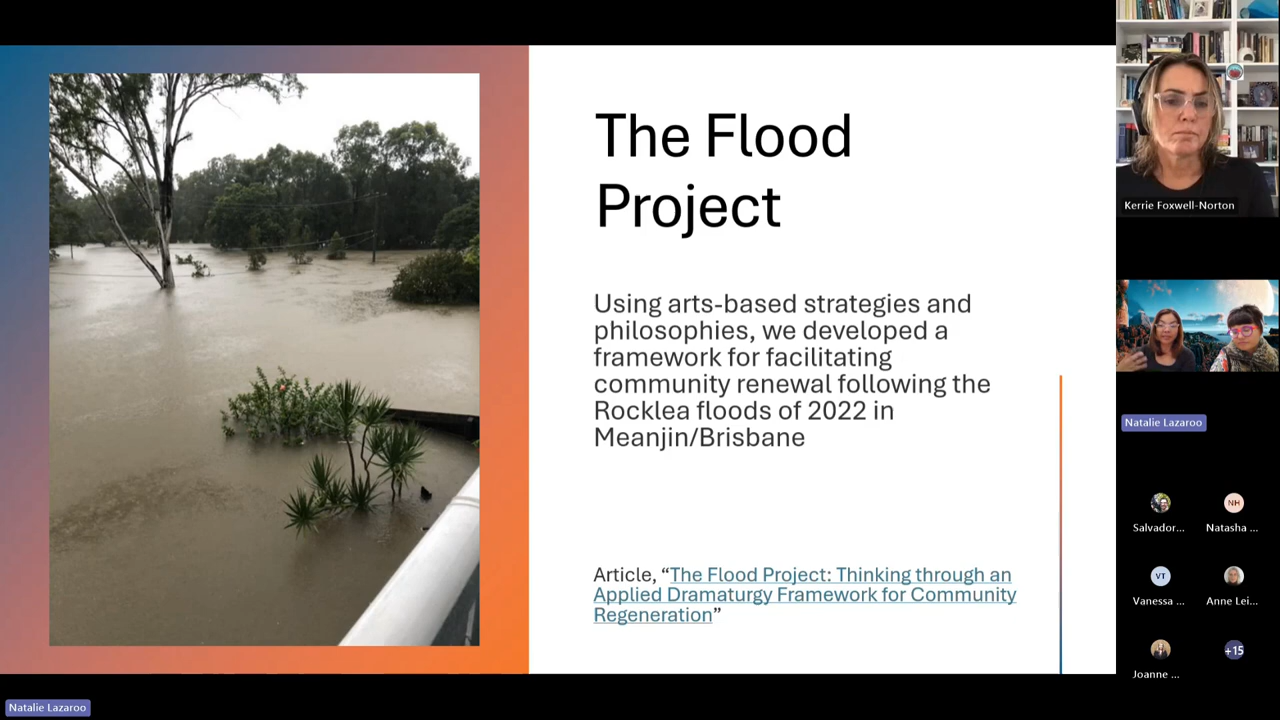 The Flood
Project
Using arts-based strategies and
philosophies, we developed a
framework for facilitating
community renewal following the
Rocklea floods of 2022 in
Meanjin/Brisbane
Article, “The Flood Project: Thinking through an
Applied Dramaturgy Framework for Community
Regeneration”
Kerrie Foxwell-Norton
Natalie Lazaroo
NH
Salvador...
Natasha ...
VT
Vanessa ...
Anne Lei...
+15
Joanne ...
Natalie Lazaroo